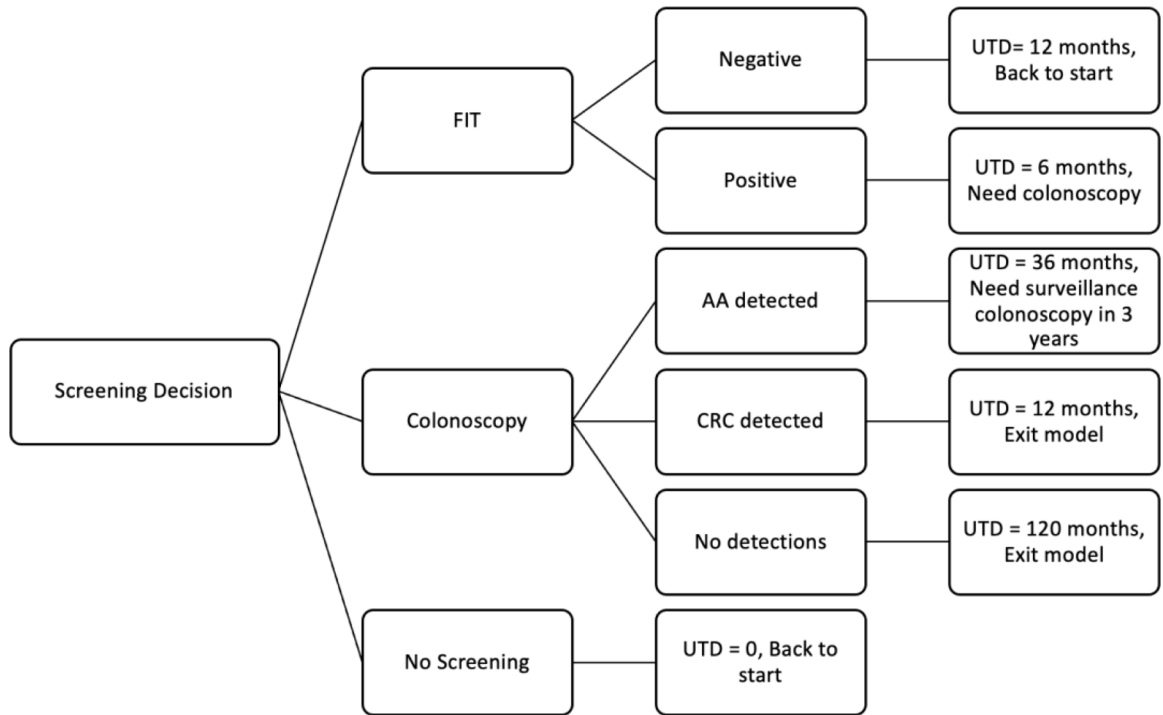 Screening Decision
FIT
Negative
UTD= 12 months,
Back to start
Positive
UTD = 6 months,
Need colonoscopy
Colonoscopy
AA detected
UTD = 36 months,
Need surveillance
colonoscopy in 3
years
CRC detected
UTD = 12 months,
Exit model
No detections
UTD = 120 months,
Exit model
No Screening
UTD = 0, Back to
start